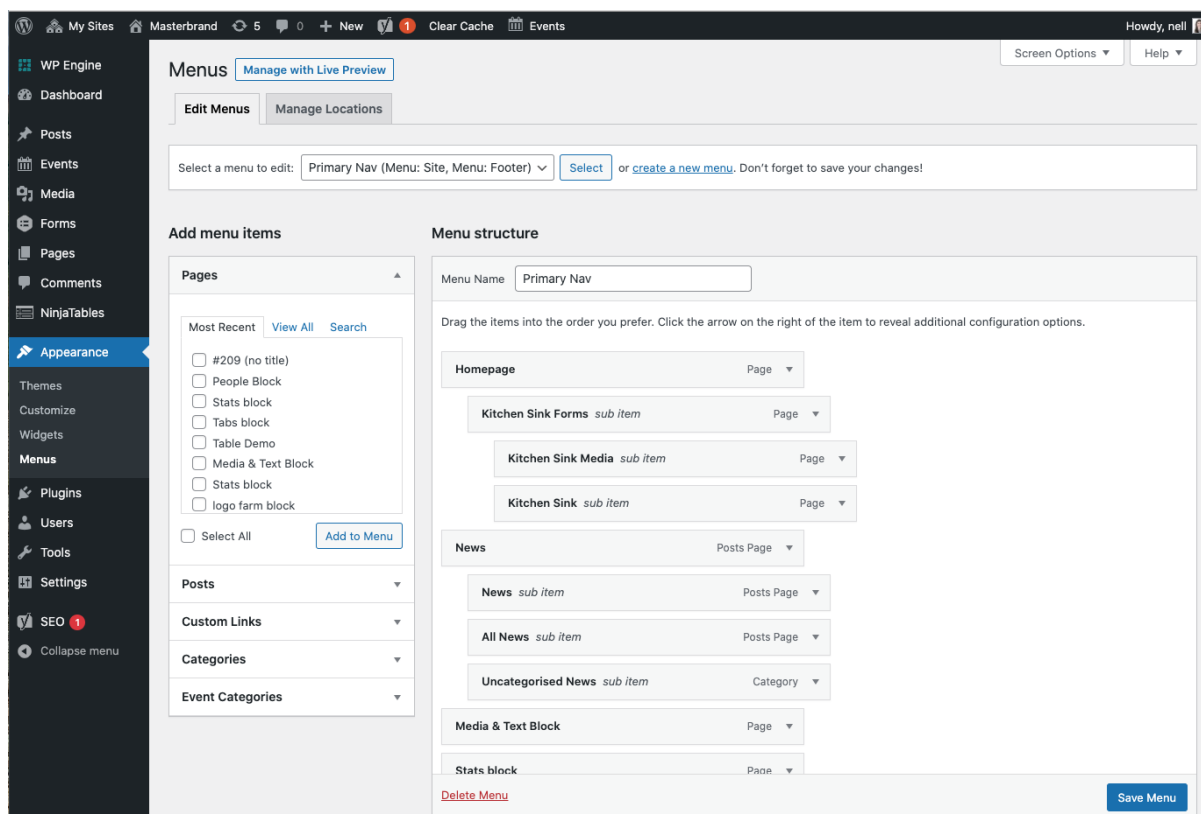 My Sites Masterbrand 5 0 New 1 Clear Cache Events Howdy, nell
Screen Options Help
WP Engine
Dashboard
Posts
Events
Media
Forms
Pages
Comments
NinjaTables
Appearance
Themes
Customize
Widgets
Menus
Plugins
Users
Tools
Settings
SEO 1
Collapse menu
Menus Manage with Live Preview
Edit Menus Manage Locations
Select a menu to edit: Primary Nav (Menu: Site, Menu: Footer) Select or create a new menu. Don't forget to save your changes!
Add menu items
Pages
Most Recent View All Search
#209 (no title)
People Block
Stats block
Tabs block
Table Demo
Media & Text Block
Stats block
logo farm block
Select All Add to Menu
Posts
Custom Links
Categories
Event Categories
Menu structure
Menu Name Primary Nav
Drag the items into the order you prefer. Click the arrow on the right of the item to reveal additional configuration options.
Homepage Page
Kitchen Sink Forms sub item Page
Kitchen Sink Media sub item Page
Kitchen Sink sub item Page
News Posts Page
News sub item Posts Page
All News sub item Posts Page
Uncategorised News sub item Category
Media & Text Block Page
Stats block Page
Delete Menu Save Menu